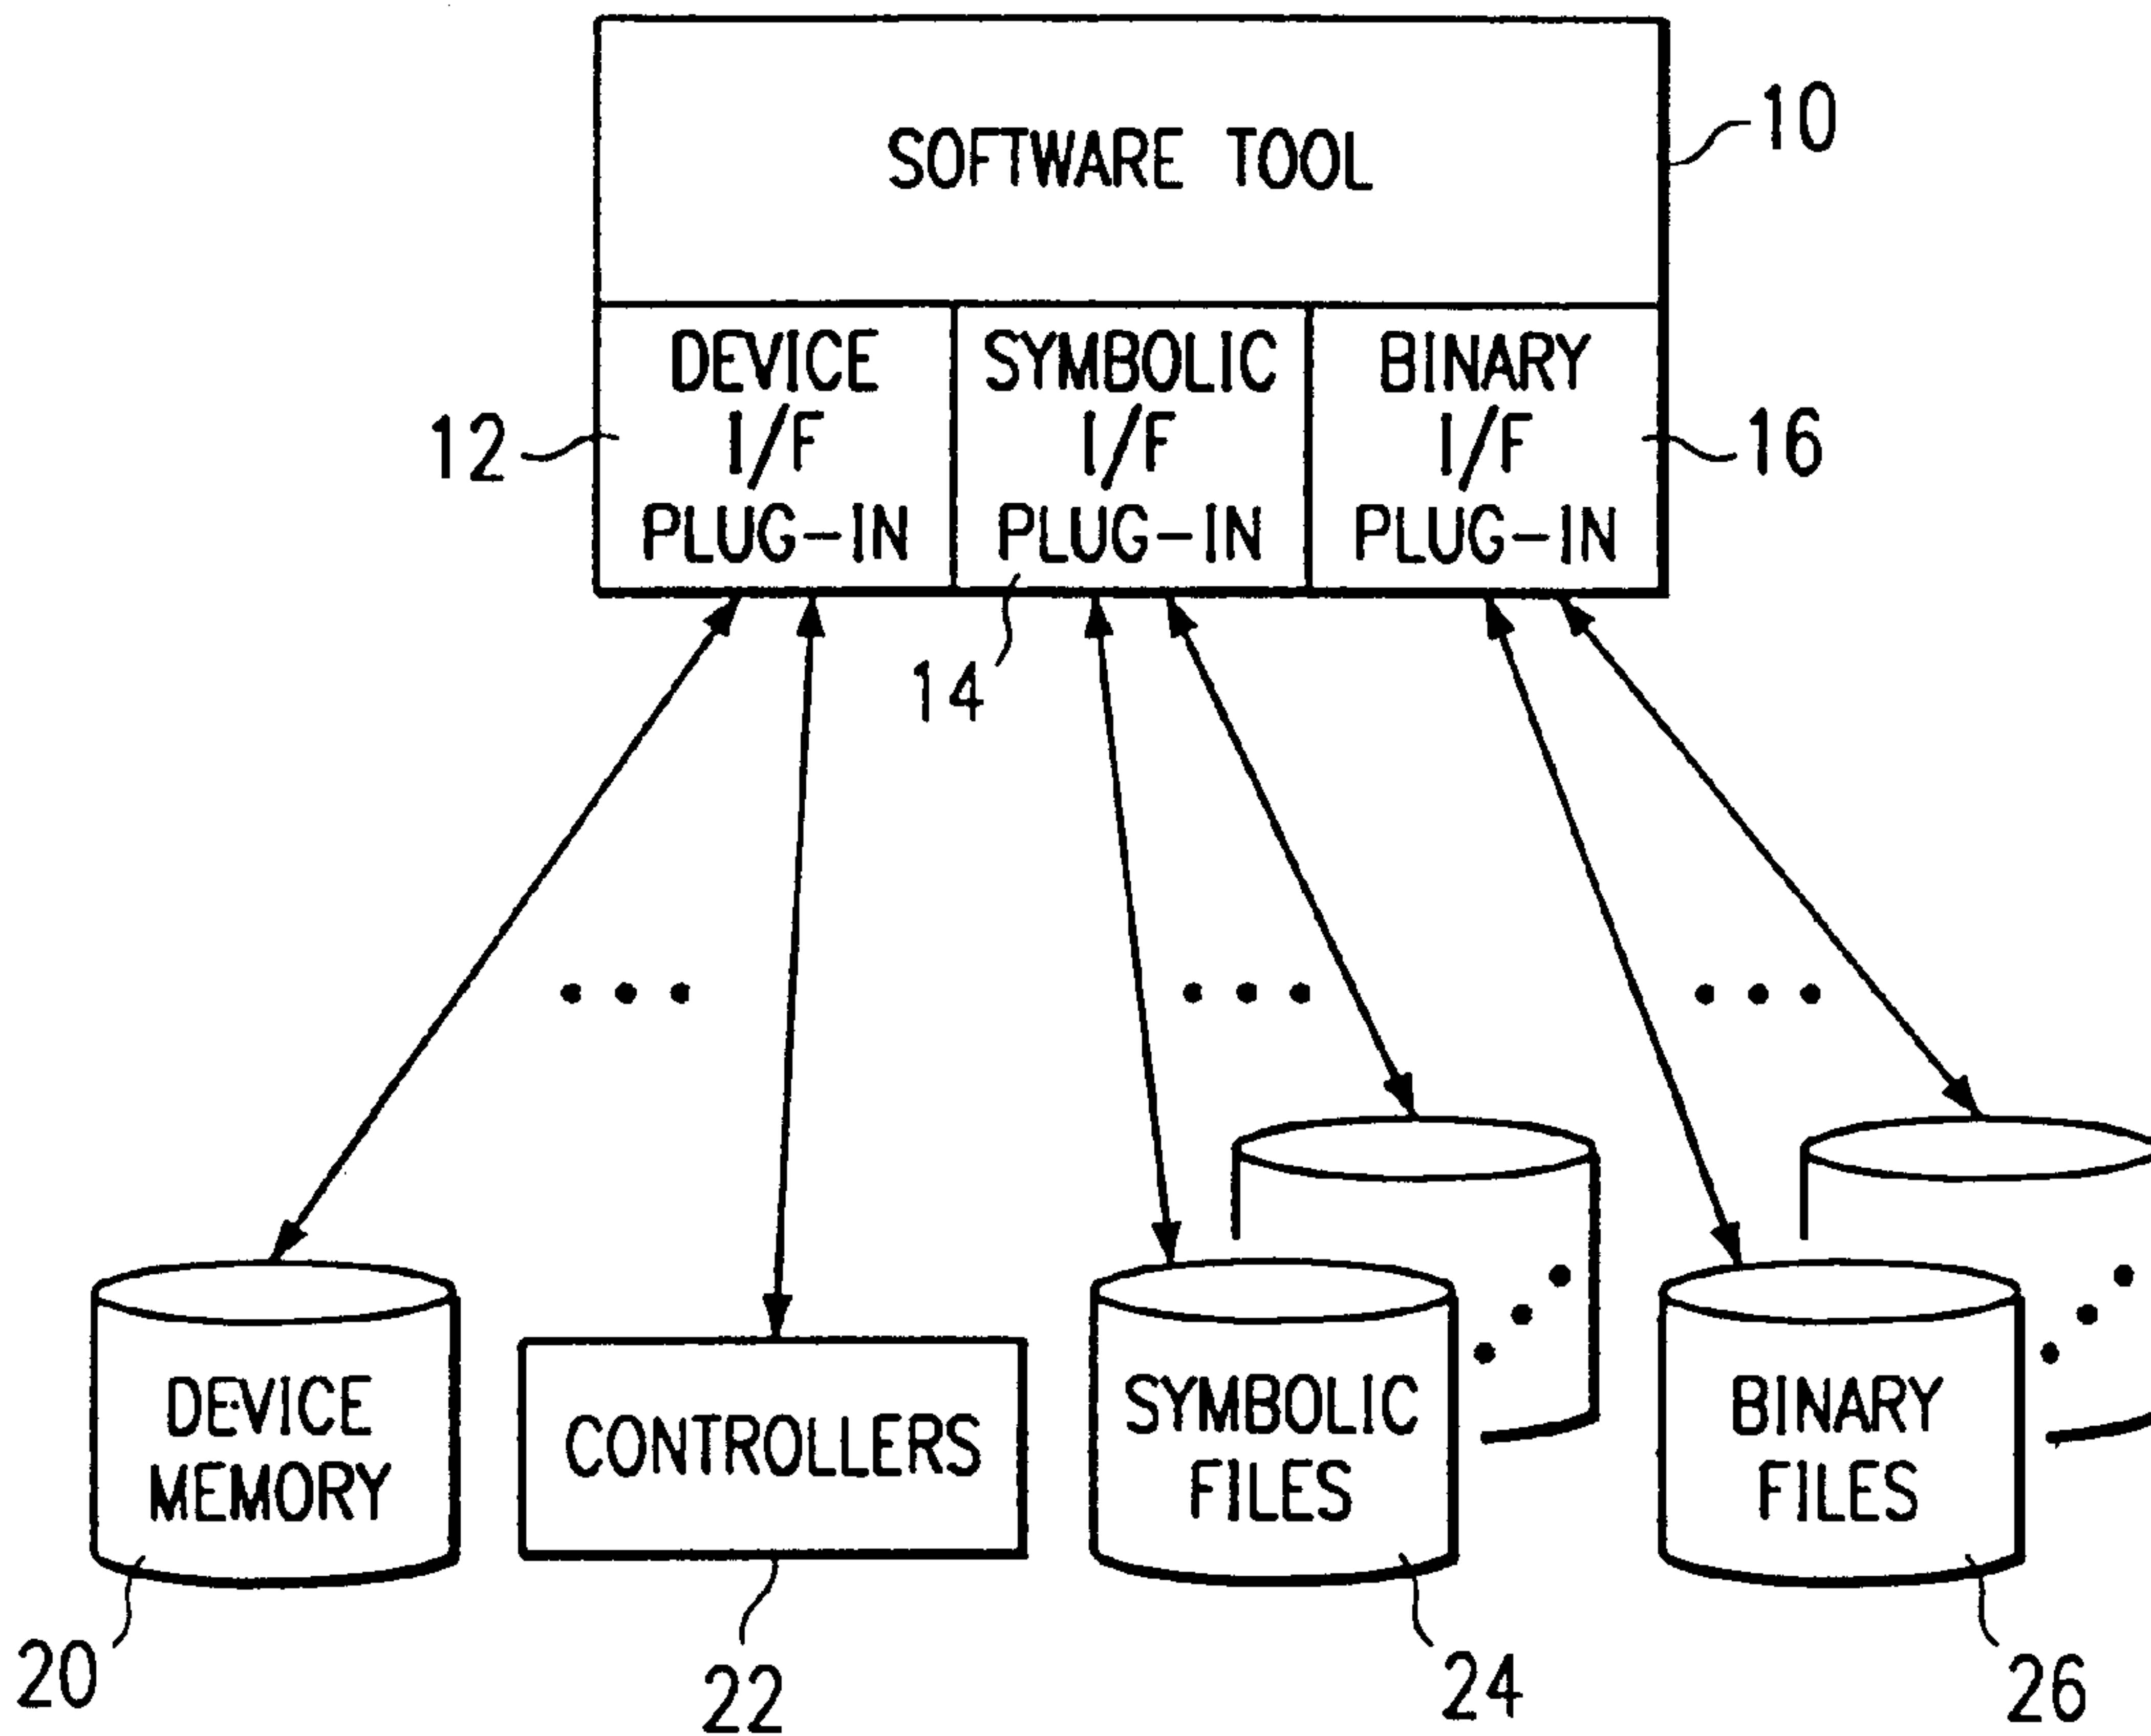 SOFTWARE TOOL
10
DEVICE
I/F
PLUG-IN
SYMBOLIC
I/F
PLUG-IN
BINARY
I/F
PLUG-IN
12
16
14
DEVICE
MEMORY
CONTROLLERS
SYMBOLIC
FILES
BINARY
FILES
20
22
24
26